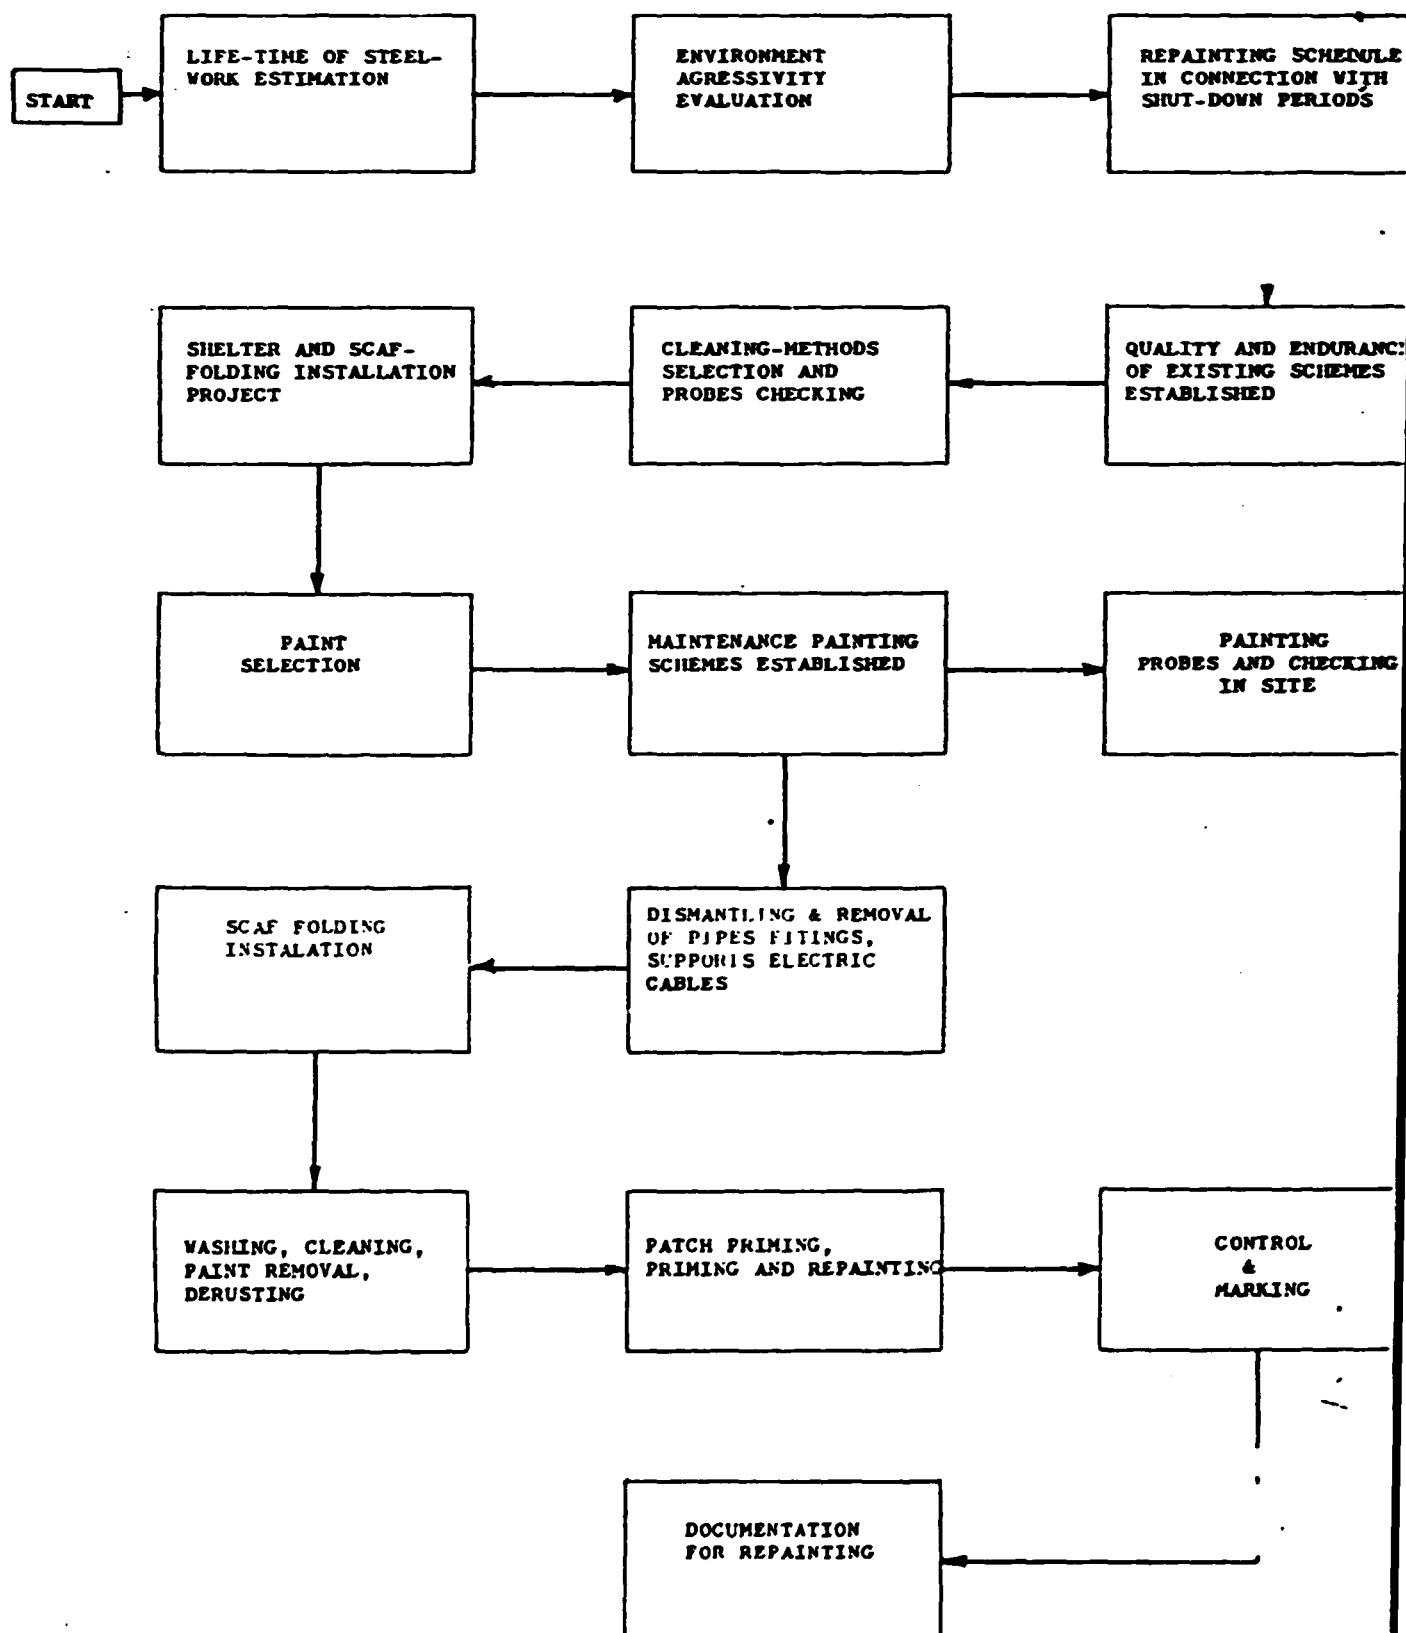 START
LIFE-TIME OF STEEL-
WORK ESTIMATION
ENVIRONMENT
AGRESSIVITY
EVALUATION
REPAINTING SCHEDULE
IN CONNECTION WITH
SHUT-DOWN PERIODS
SHELTER AND SCAF-
FOLDING INSTALLATION
PROJECT
CLEANING-METHODS
SELECTION AND
PROBES CHECKING
QUALITY AND ENDURANC
OF EXISTING SCHEMES
ESTABLISHED
PAINT
SELECTION
MAINTENANCE PAINTING
SCHEMES ESTABLISHED
PAINTING
PROBES AND CHECKING
IN SITE
SCAF FOLDING
INSTALATION
DISMANTLING & REMOVAL
OF PIPES FITINGS,
SUPPORTS ELECTRIC
CABLES
WASHING, CLEANING,
PAINT REMOVAL,
DERUSTING
PATCH PRIMING,
PRIMING AND REPAINTING
CONTROL
&
MARKING
DOCUMENTATION
FOR REPAINTING